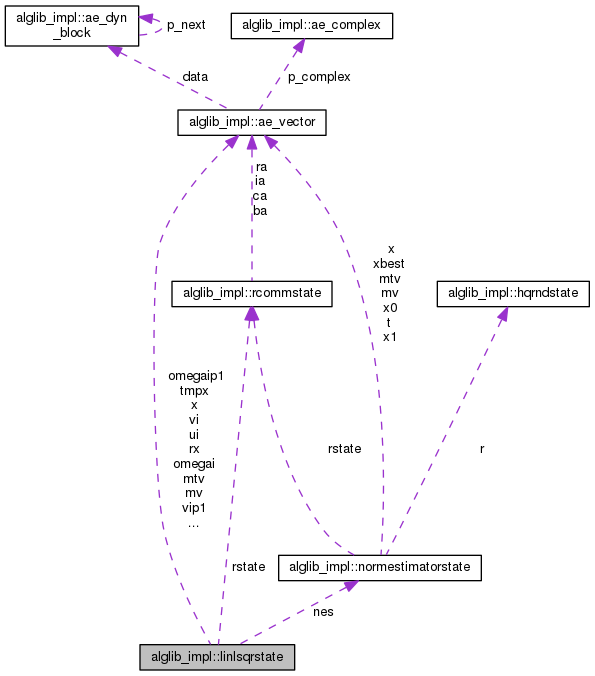 alglib_impl::ae_dyn
_block
p_next
alglib_impl::ae_complex
data
p_complex
alglib_impl::ae_vector
ra
ia
ca
ba
x
xbest
mtv
mv
x0
t
x1
alglib_impl::rcommstate
alglib_impl::hqrndstate
omegaip1
tmpx
x
vi
ui
rx
omegai
mtv
mv
vip1
...
rstate
r
rstate
alglib_impl::normestimatorstate
nes
alglib_impl::linlsqrstate